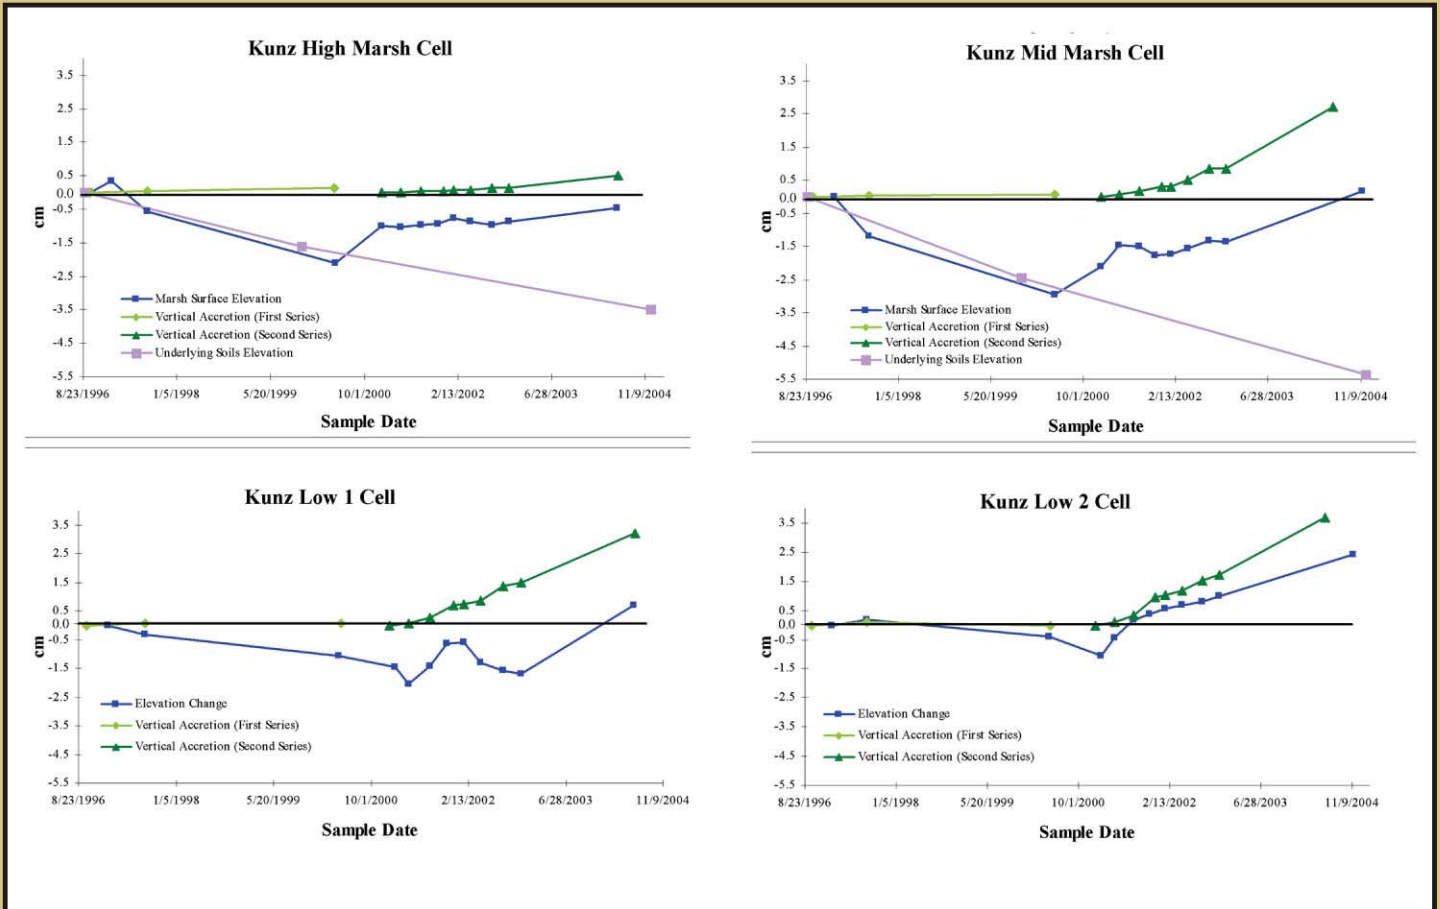 Kunz High Marsh Cell
3.5
2.5
1.5
0.5
0.0
-0.5
-1.5
-2.5
-3.5
-4.5
-5.5
cm
Marsh Surface Elevation
Vertical Accretion (First Series)
Vertical Accretion (Second Series)
Underlying Soils Elevation
8/23/1996 1/5/1998 5/20/1999 10/1/2000 2/13/2002 6/28/2003 11/9/2004
Sample Date
Kunz Mid Marsh Cell
3.5
2.5
1.5
0.5
0.0
-0.5
-1.5
-2.5
-3.5
-4.5
-5.5
cm
Marsh Surface Elevation
Vertical Accretion (First Series)
Vertical Accretion (Second Series)
Underlying Soils Elevation
8/23/1996 1/5/1998 5/20/1999 10/1/2000 2/13/2002 6/28/2003 11/9/2004
Sample Date
Kunz Low 1 Cell
3.5
2.5
1.5
0.5
0.0
-0.5
-1.5
-2.5
-3.5
-4.5
-5.5
cm
Elevation Change
Vertical Accretion (First Series)
Vertical Accretion (Second Series)
8/23/1996 1/5/1998 5/20/1999 10/1/2000 2/13/2002 6/28/2003 11/9/2004
Sample Date
Kunz Low 2 Cell
3.5
2.5
1.5
0.5
0.0
-0.5
-1.5
-2.5
-3.5
-4.5
-5.5
cm
Elevation Change
Vertical Accretion (First Series)
Vertical Accretion (Second Series)
8/23/1996 1/5/1998 5/20/1999 10/1/2000 2/13/2002 6/28/2003 11/9/2004
Sample Date